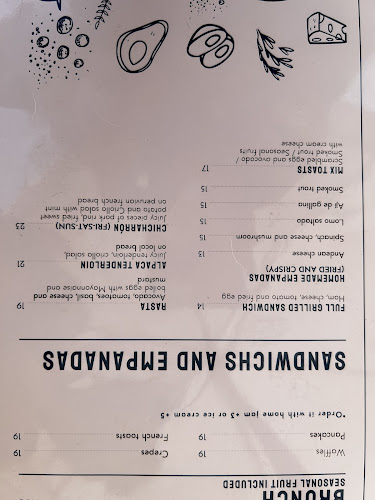 BRUNCH
SEASONAL FRUIT INCLUDED
Waffles 19
Pancakes 19
Crepes 19
French toasts 19
*Order it with home jam +3 or ice cream +5
SANDWICHS AND EMPANADAS
FULL GRILLED SANDWICH 14
Ham, cheese, tomato and fried egg
HOMEMADE EMPANADAS
(FRIED AND CRISPY)
Andean cheese 13
Spinach, cheese and mushroom 15
Lomo saltado 15
Aji de gallina 15
Smoked trout 15
MIX TOASTS 17
Scrambled eggs and avocado /
Smoked trout / Seasonal fruits
with cream cheese
RASTA 19
Avocado, tomatoes, basil, cheese and
boiled eggs with Mayonnaise and
mustard
ALPACA TENDERLOIN 21
Juicy tenderloin, creole salad,
on local bread
CHICHARRÓN (FRI-SAT-SUN) 23
Juicy pieces of pork rind, fried sweet
potato and Criollo salad with mint
on peruvian french bread